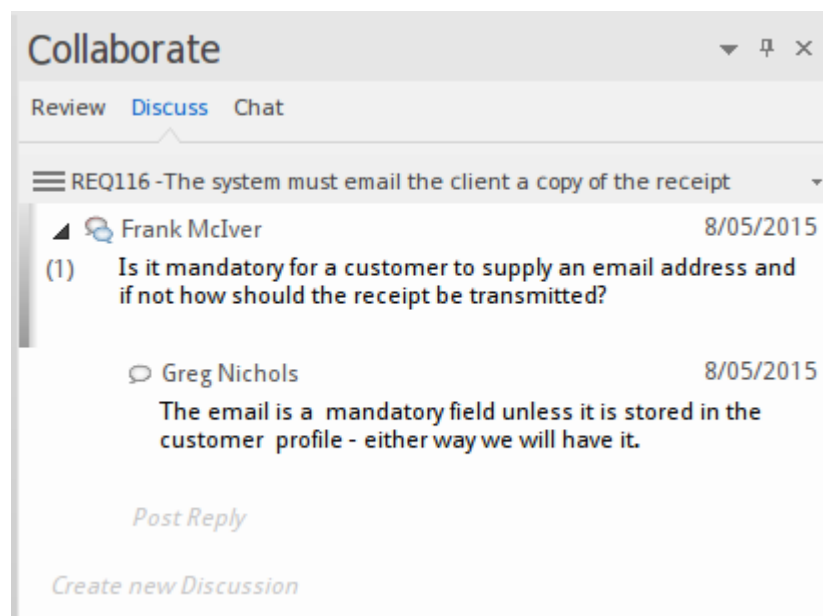 Collaborate
Review Discuss Chat
REQ116 -The system must email the client a copy of the receipt
Frank McIver 8/05/2015
(1) Is it mandatory for a customer to supply an email address and
if not how should the receipt be transmitted?
Greg Nichols 8/05/2015
The email is a mandatory field unless it is stored in the
customer profile - either way we will have it.
Post Reply
Create new Discussion